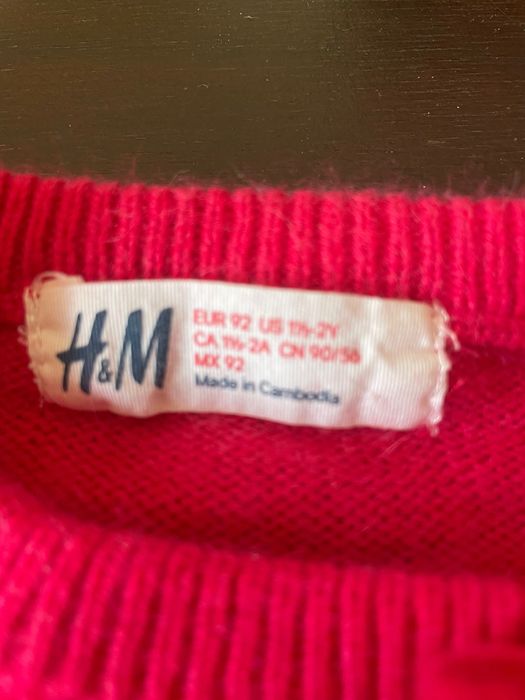 H&M
EUR 92 US 1½-2Y
CA 1½-2A CN 90/56
MX 92
Made in Cambodia